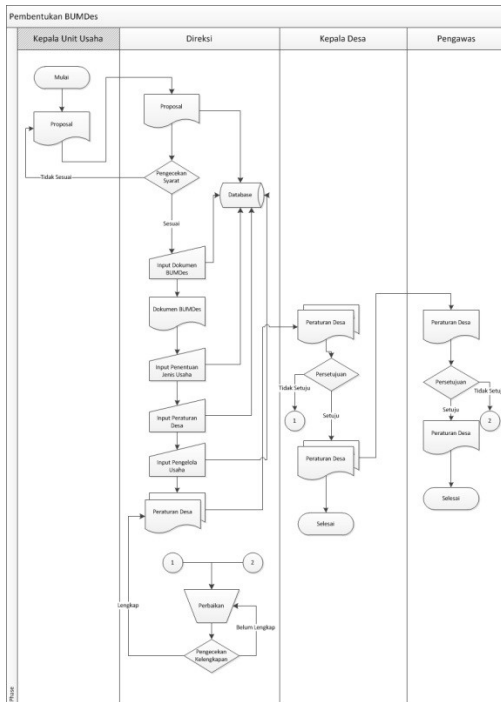 Pembentukan BUMDes
Kepala Unit Usaha
Direksi
Kepala Desa
Pengawas
Mulai
Proposal
Tidak Sesuai
Proposal
Pengecekan
Syarat
Sesuai
Database
Input Dokumen
BUMDes
Dokumen BUMDes
Input Penentuan
Jenis Usaha
Input Peraturan
Desa
Input Pengelola
Usaha
Peraturan Desa
1
2
Perbaikan
Lengkap
Belum Lengkap
Pengecekan
Kelengkapan
Peraturan Desa
Persetujuan
Tidak Setuju
1
Setuju
Peraturan Desa
Selesai
Peraturan Desa
Persetujuan
Tidak Setuju
Setuju
2
Peraturan Desa
Selesai
Phase